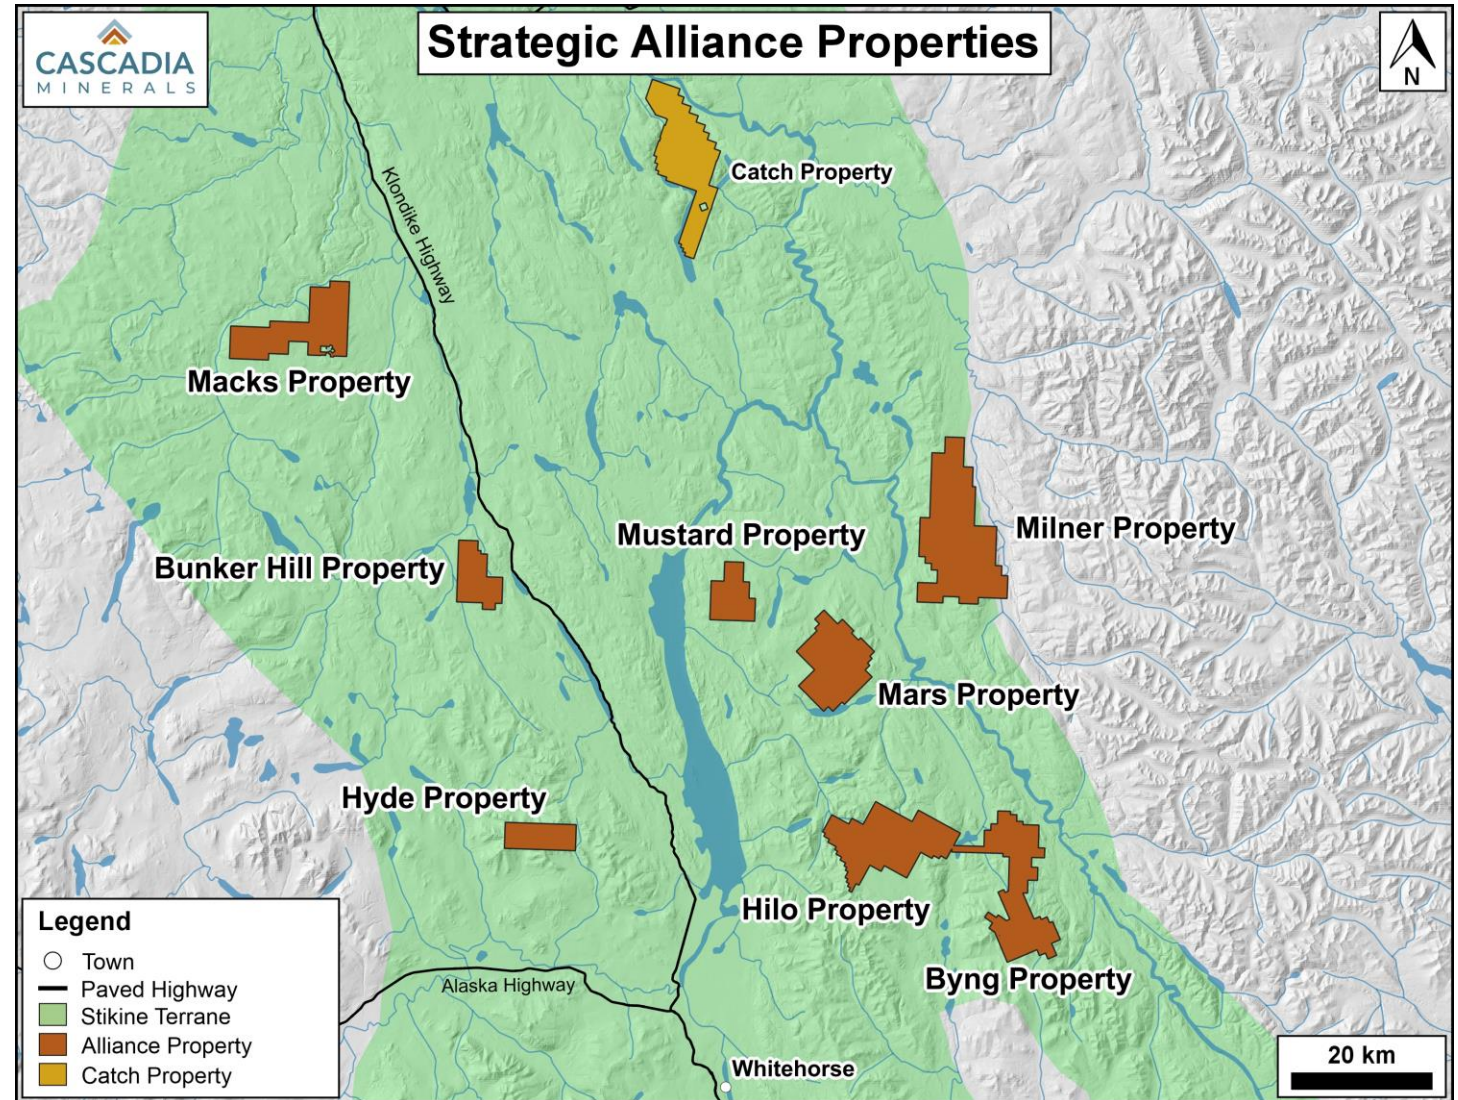 CASCADIA
MINERALS
Strategic Alliance Properties
N
Catch Property
Klondike Highway
Macks Property
Milner Property
Mustard Property
Bunker Hill Property
Mars Property
Hyde Property
Hilo Property
Byng Property
Alaska Highway
Whitehorse
Legend
Town
Paved Highway
Stikine Terrane
Alliance Property
Catch Property
20 km